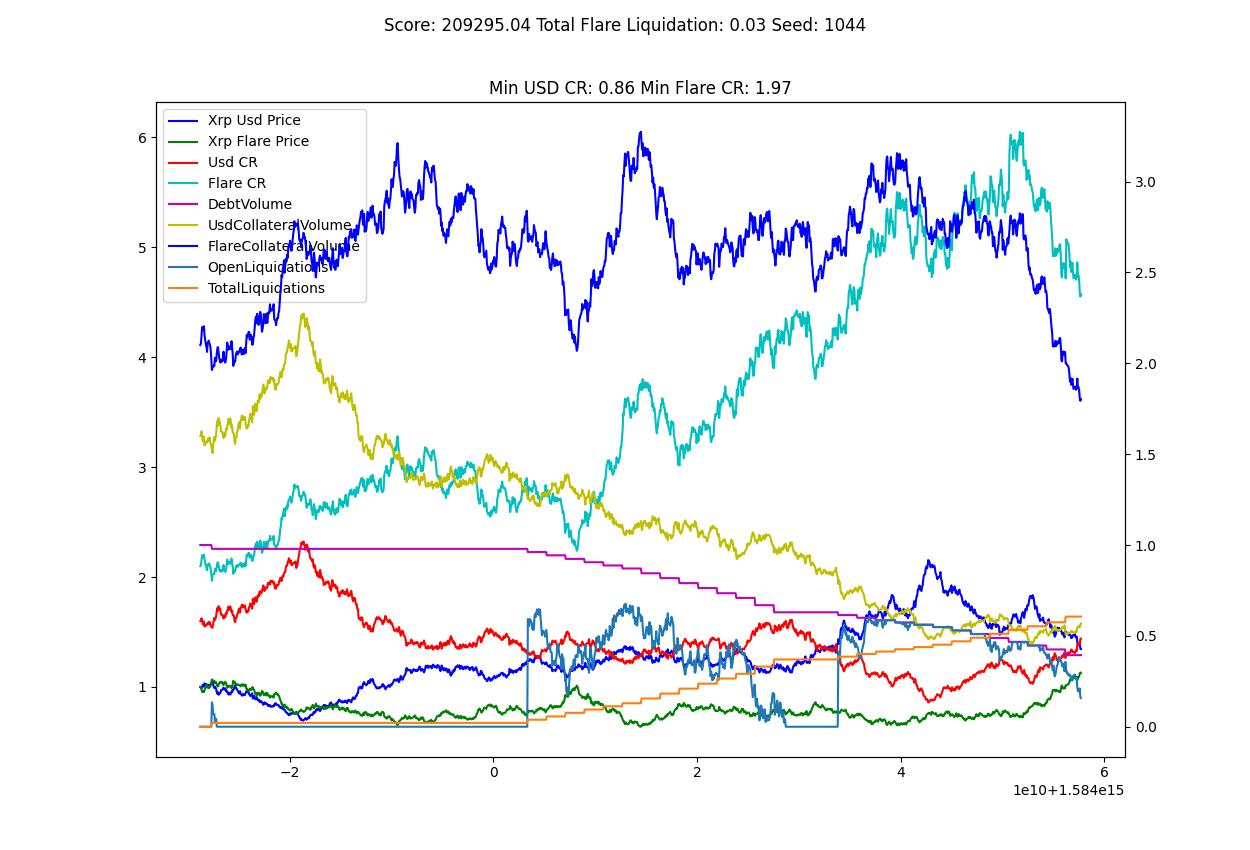 Score: 209295.04 Total Flare Liquidation: 0.03 Seed: 1044
Min USD CR: 0.86 Min Flare CR: 1.97
Xrp Usd Price
Xrp Flare Price
Usd CR
Flare CR
DebtVolume
UsdCollateralVolume
FlareCollateralVolume
OpenLiquidations
TotalLiquidations
6
5
4
3
2
1
3.0
2.5
2.0
1.5
1.0
0.5
0.0
−2
0
2
4
6
1e10+1.584e15